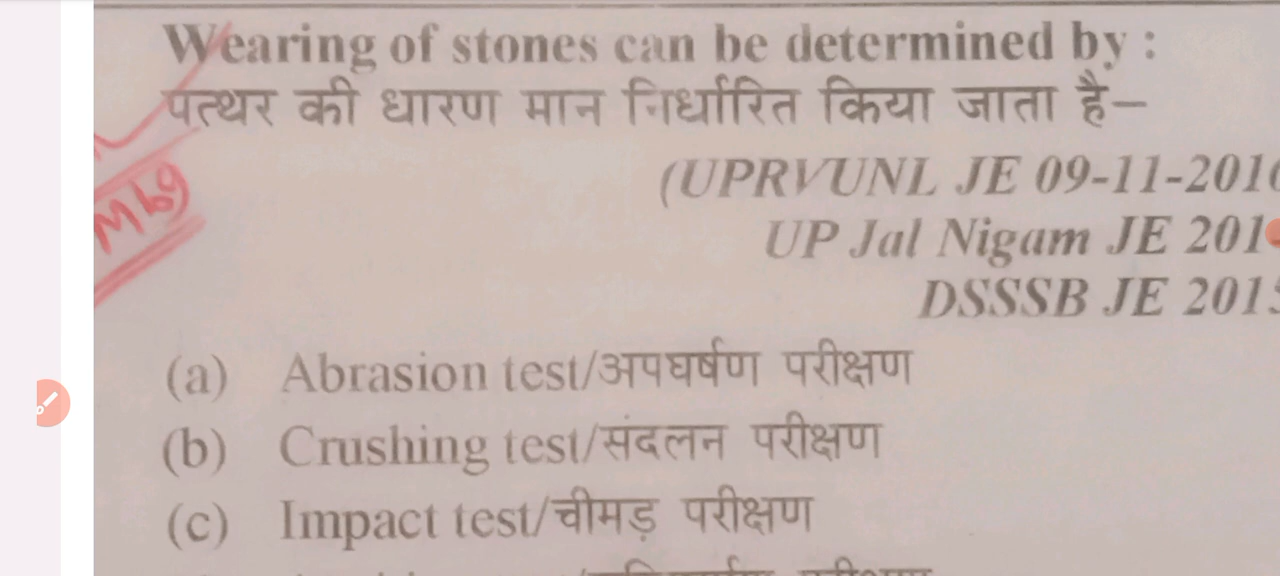 Wearing of stones can be determined by :
पत्थर की धारण मान निर्धारित किया जाता है–
M69
(UPRVUNL JE 09-11-201
UP Jal Nigam JE 201
DSSSB JE 201
(a) Abrasion test/अपघर्षण परीक्षण
(b) Crushing test/संदलन परीक्षण
(c) Impact test/चीमड़ परीक्षण